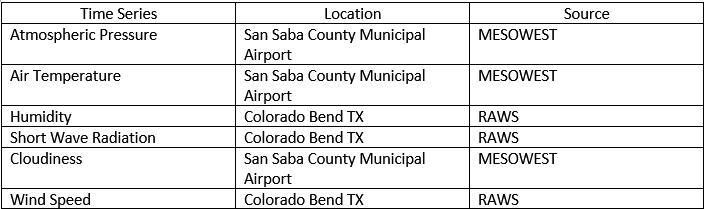 Time Series Location Source
Atmospheric Pressure San Saba County Municipal Airport MESOWEST
Air Temperature San Saba County Municipal Airport MESOWEST
Humidity Colorado Bend TX RAWS
Short Wave Radiation Colorado Bend TX RAWS
Cloudiness San Saba County Municipal Airport MESOWEST
Wind Speed Colorado Bend TX RAWS